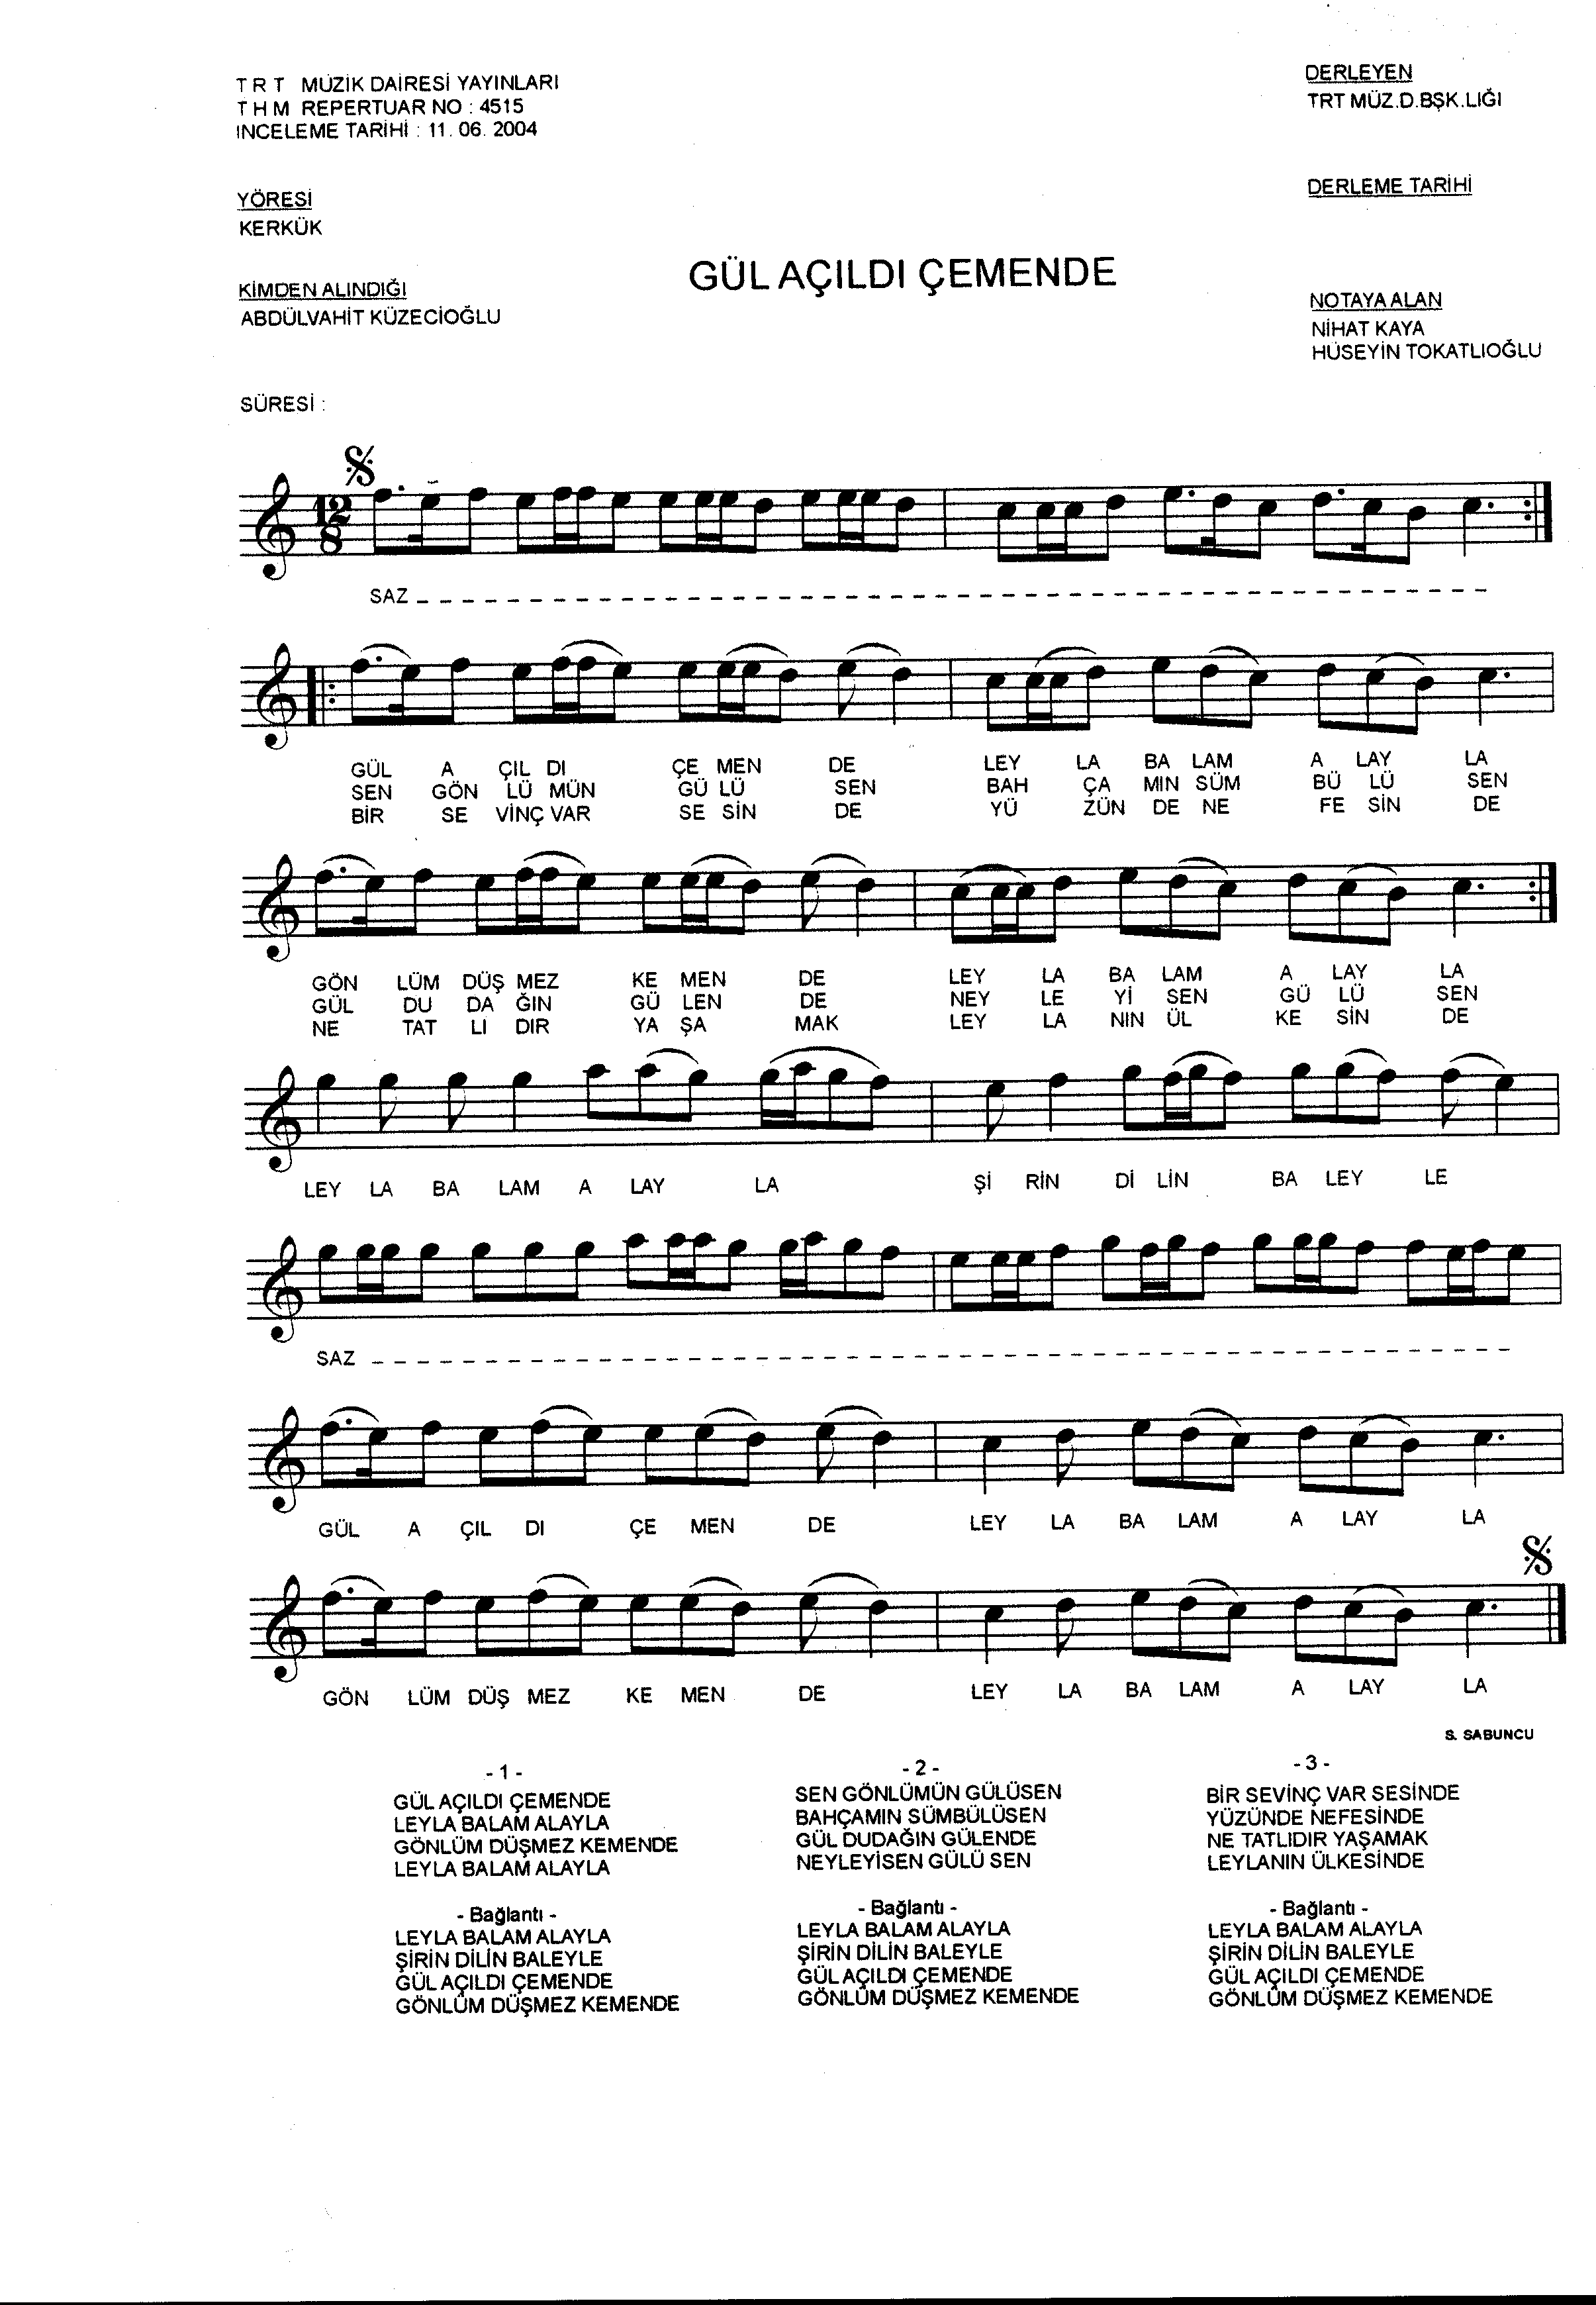 T R T MÜZİK DAİRESİ YAYINLARI
T H M REPERTUAR NO : 4515
INCELEME TARİHİ : 11. 06. 2004
DERLEYEN
TRT MÜZ.D.BŞK.LIĞI
YÖRESİ
KERKÜK
DERLEME TARİHİ
GÜL AÇILDI ÇEMENDE
KİMDEN ALINDIĞI
ABDÜLVAHİT KÜZECİOĞLU
NOTAYA ALAN
NİHAT KAYA
HÜSEYİN TOKATLIOĞLU
SÜRESİ :
12
8
SAZ
GÜL A ÇIL DI ÇE MEN DE LEY LA BA LAM A LAY LA
SEN GÖN LÜ MÜN GÜ LÜ SEN BAH ÇA MIN SÜM BÜ LÜ SEN
BİR SE VİNÇ VAR SE SİN DE YÜ ZÜN DE NE FE SİN DE
GÖN LÜM DÜŞ MEZ KE MEN DE LEY LA BA LAM A LAY LA
GÜL DU DA ĞIN GÜ LEN DE NEY LE Yİ SEN GÜ LÜ SEN
NE TAT LI DIR YA ŞA MAK LEY LA NIN ÜL KE SİN DE
LEY LA BA LAM A LAY LA Şİ RİN Dİ LİN BA LEY LE
SAZ
GÜL A ÇIL DI ÇE MEN DE LEY LA BA LAM A LAY LA
GÖN LÜM DÜŞ MEZ KE MEN DE LEY LA BA LAM A LAY LA
S. SABUNCU
- 1 -
GÜL AÇILDI ÇEMENDE
LEYLA BALAM ALAYLA
GÖNLÜM DÜŞMEZ KEMENDE
LEYLA BALAM ALAYLA
- Bağlantı -
LEYLA BALAM ALAYLA
ŞİRİN DİLİN BALEYLE
GÜL AÇILDI ÇEMENDE
GÖNLÜM DÜŞMEZ KEMENDE
- 2 -
SEN GÖNLÜMÜN GÜLÜSEN
BAHÇAMIN SÜMBÜLÜSEN
GÜL DUDAĞIN GÜLENDE
NEYLEYİSEN GÜLÜ SEN
- Bağlantı -
LEYLA BALAM ALAYLA
ŞİRİN DİLİN BALEYLE
GÜL AÇILDI ÇEMENDE
GÖNLÜM DÜŞMEZ KEMENDE
- 3 -
BİR SEVİNÇ VAR SESİNDE
YÜZÜNDE NEFESİNDE
NE TATLIDIR YAŞAMAK
LEYLANIN ÜLKESİNDE
- Bağlantı -
LEYLA BALAM ALAYLA
ŞİRİN DİLİN BALEYLE
GÜL AÇILDI ÇEMENDE
GÖNLÜM DÜŞMEZ KEMENDE